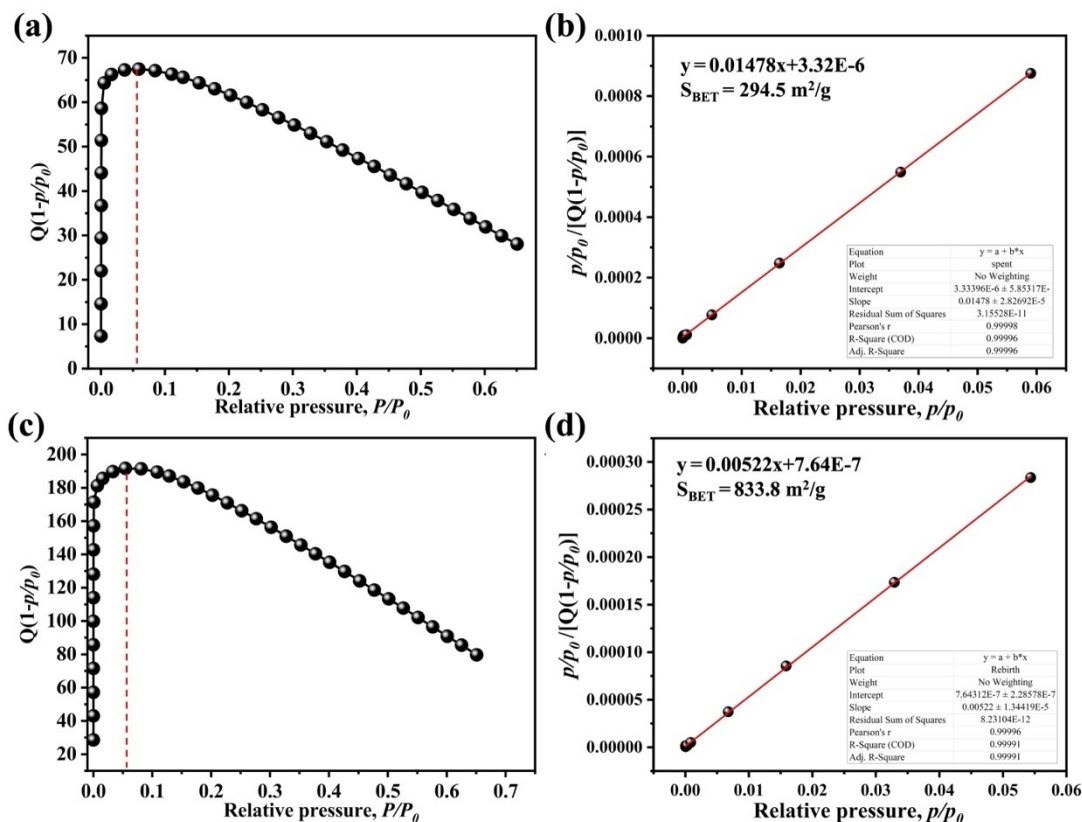 (a)
70
60
50
40
30
20
10
0
Q(1-p/p0)
0.0 0.1 0.2 0.3 0.4 0.5 0.6
Relative pressure, P/P0
(b)
0.0010
0.0008
0.0006
0.0004
0.0002
0.0000
p/p0/[Q(1-p/p0)]
y = 0.01478x+3.32E-6
SBET = 294.5 m2/g
Equation y = a + b*x
Plot spent
Weight No Weighting
Intercept 3.33396E-6 ± 5.85317E-
Slope 0.01478 ± 2.82692E-5
Residual Sum of Squares 3.15528E-11
Pearson's r 0.99998
R-Square (COD) 0.99996
Adj. R-Square 0.99996
0.00 0.01 0.02 0.03 0.04 0.05 0.06
Relative pressure, p/p0
(c)
200
180
160
140
120
100
80
60
40
20
Q(1-p/p0)
0.0 0.1 0.2 0.3 0.4 0.5 0.6 0.7
Relative pressure, P/P0
(d)
0.00030
0.00025
0.00020
0.00015
0.00010
0.00005
0.00000
p/p0/[Q(1-p/p0)]
y = 0.00522x+7.64E-7
SBET = 833.8 m2/g
Equation y = a + b*x
Plot Rebirth
Weight No Weighting
Intercept 7.64312E-7 ± 2.28578E-7
Slope 0.00522 ± 1.34419E-5
Residual Sum of Squares 8.23104E-12
Pearson's r 0.99996
R-Square (COD) 0.99991
Adj. R-Square 0.99991
0.00 0.01 0.02 0.03 0.04 0.05 0.06
Relative pressure, p/p0